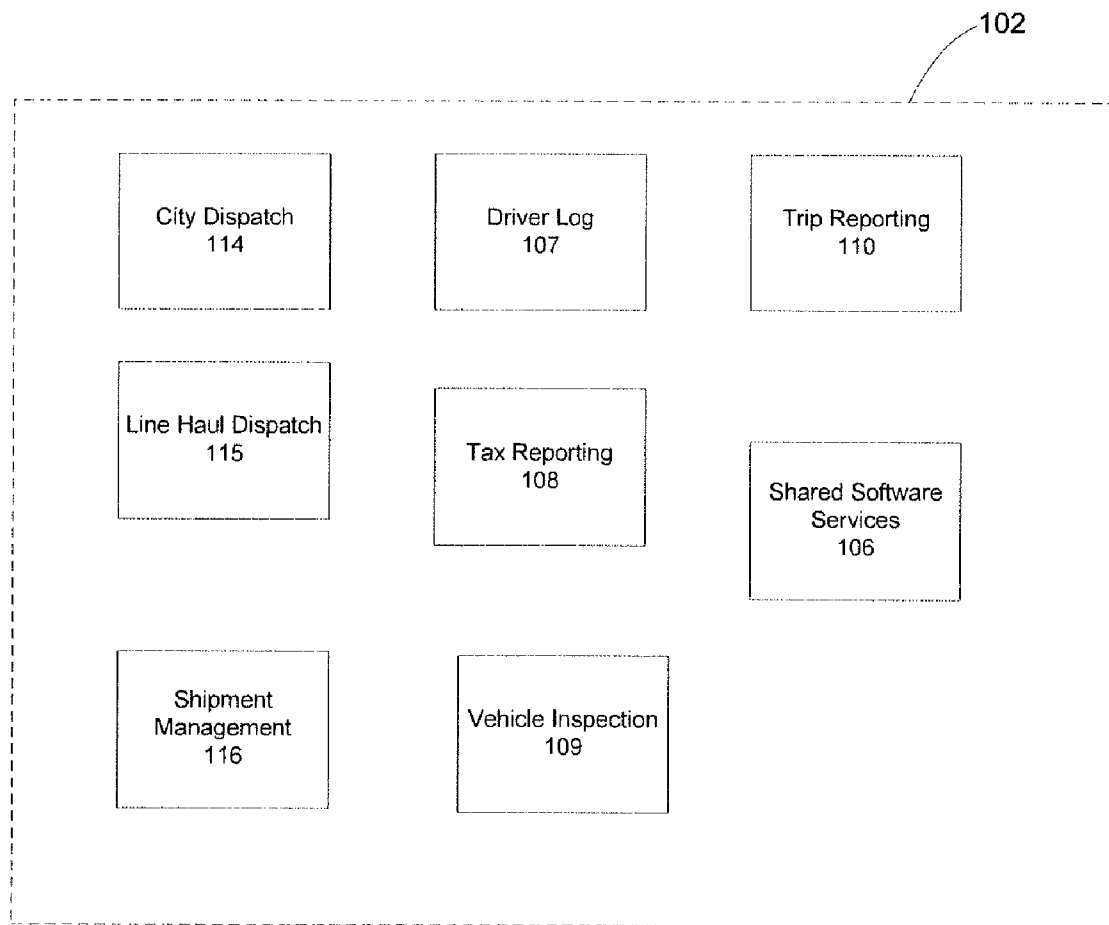 102
City Dispatch
114
Driver Log
107
Trip Reporting
110
Line Haul Dispatch
115
Tax Reporting
108
Shared Software
Services
106
Shipment
Management
116
Vehicle Inspection
109